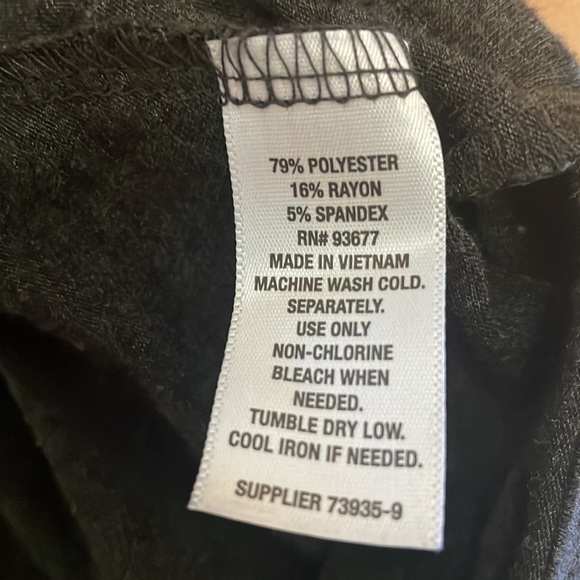 79% POLYESTER
16% RAYON
5% SPANDEX
RN# 93677
MADE IN VIETNAM
MACHINE WASH COLD.
SEPARATELY.
USE ONLY
NON-CHLORINE
BLEACH WHEN
NEEDED.
TUMBLE DRY LOW.
COOL IRON IF NEEDED.
SUPPLIER 73935-9